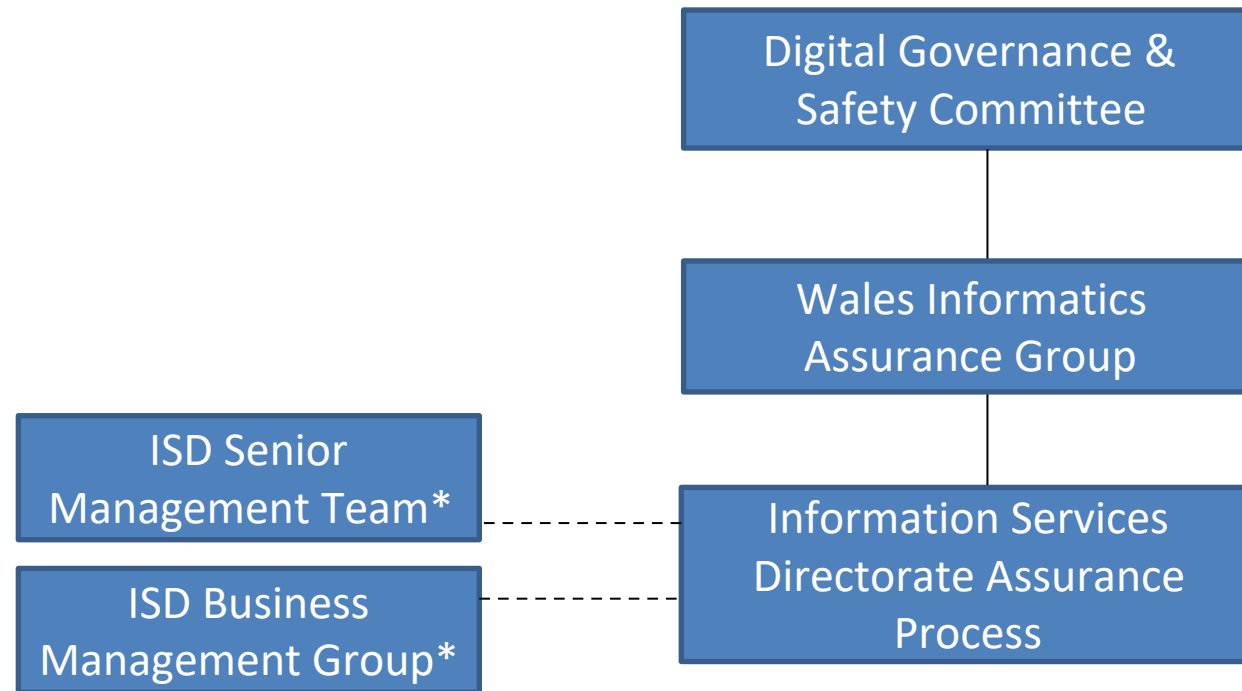 Digital Governance &
Safety Committee
Wales Informatics
Assurance Group
ISD Senior
Management Team*
Information Services
Directorate Assurance
Process
ISD Business
Management Group*